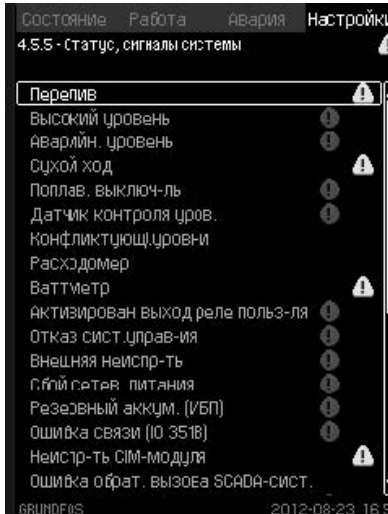 Состояние Работа Авария Настройки
4.5.5 - Статус, сигналы системы
Перелив
Высокий уровень
Аварийн. уровень
Сухой ход
Поплав. выключ-ль
Датчик контроля уров.
Конфликтующ.уровни
Расходомер
Ваттметр
Активирован выход реле польз-ля
Отказ сист.управ-ия
Внешняя неиспр-ть
Сбой сетев. питания
Резервный аккум. (УБП)
Ошибка связи (IO 351B)
Неиспр-ть CIM-модуля
Ошибка обрат. вызова SCADA-сист.
GRUNDFOS 2012-08-23 16:5